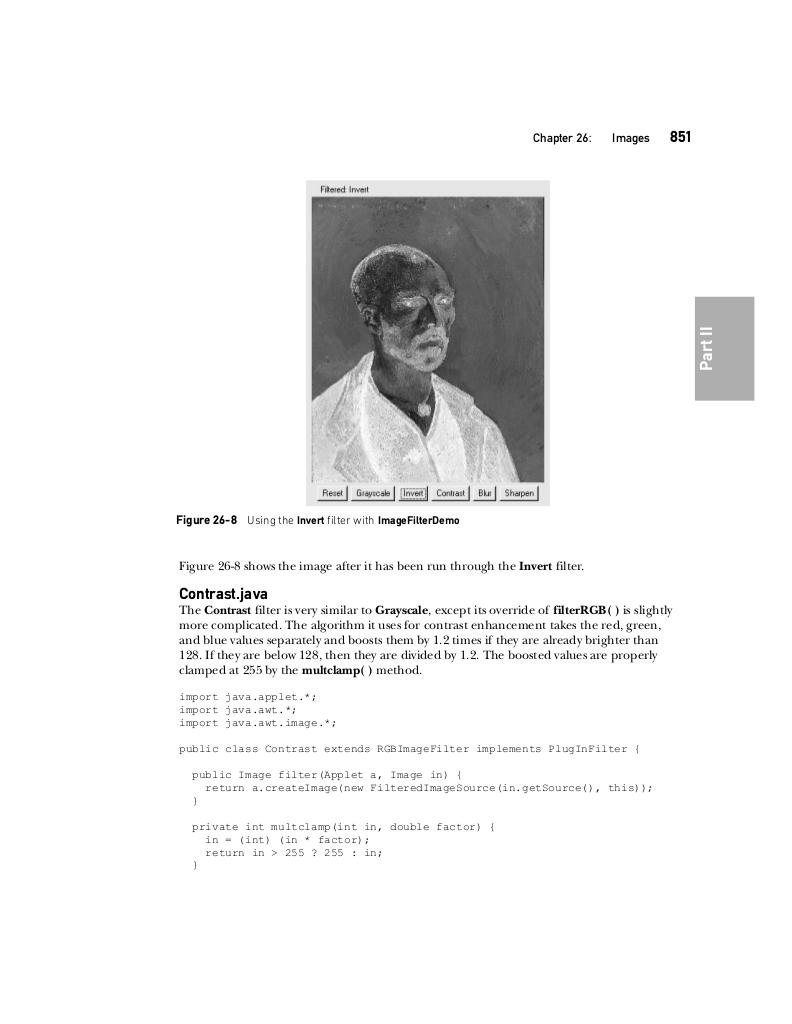 Chapter 26: Images 851
Filtered: Invert
Part II
Reset Grayscale Invert Contrast Blur Sharpen
Figure 26-8 Using the Invert filter with ImageFilterDemo
Figure 26-8 shows the image after it has been run through the Invert filter.
Contrast.java
The Contrast filter is very similar to Grayscale, except its override of filterRGB( ) is slightly
more complicated. The algorithm it uses for contrast enhancement takes the red, green,
and blue values separately and boosts them by 1.2 times if they are already brighter than
128. If they are below 128, then they are divided by 1.2. The boosted values are properly
clamped at 255 by the multclamp( ) method.
import java.applet.*;
import java.awt.*;
import java.awt.image.*;
public class Contrast extends RGBImageFilter implements PlugInFilter {
public Image filter(Applet a, Image in) {
return a.createImage(new FilteredImageSource(in.getSource(), this));
}
private int multclamp(int in, double factor) {
in = (int) (in * factor);
return in > 255 ? 255 : in;
}